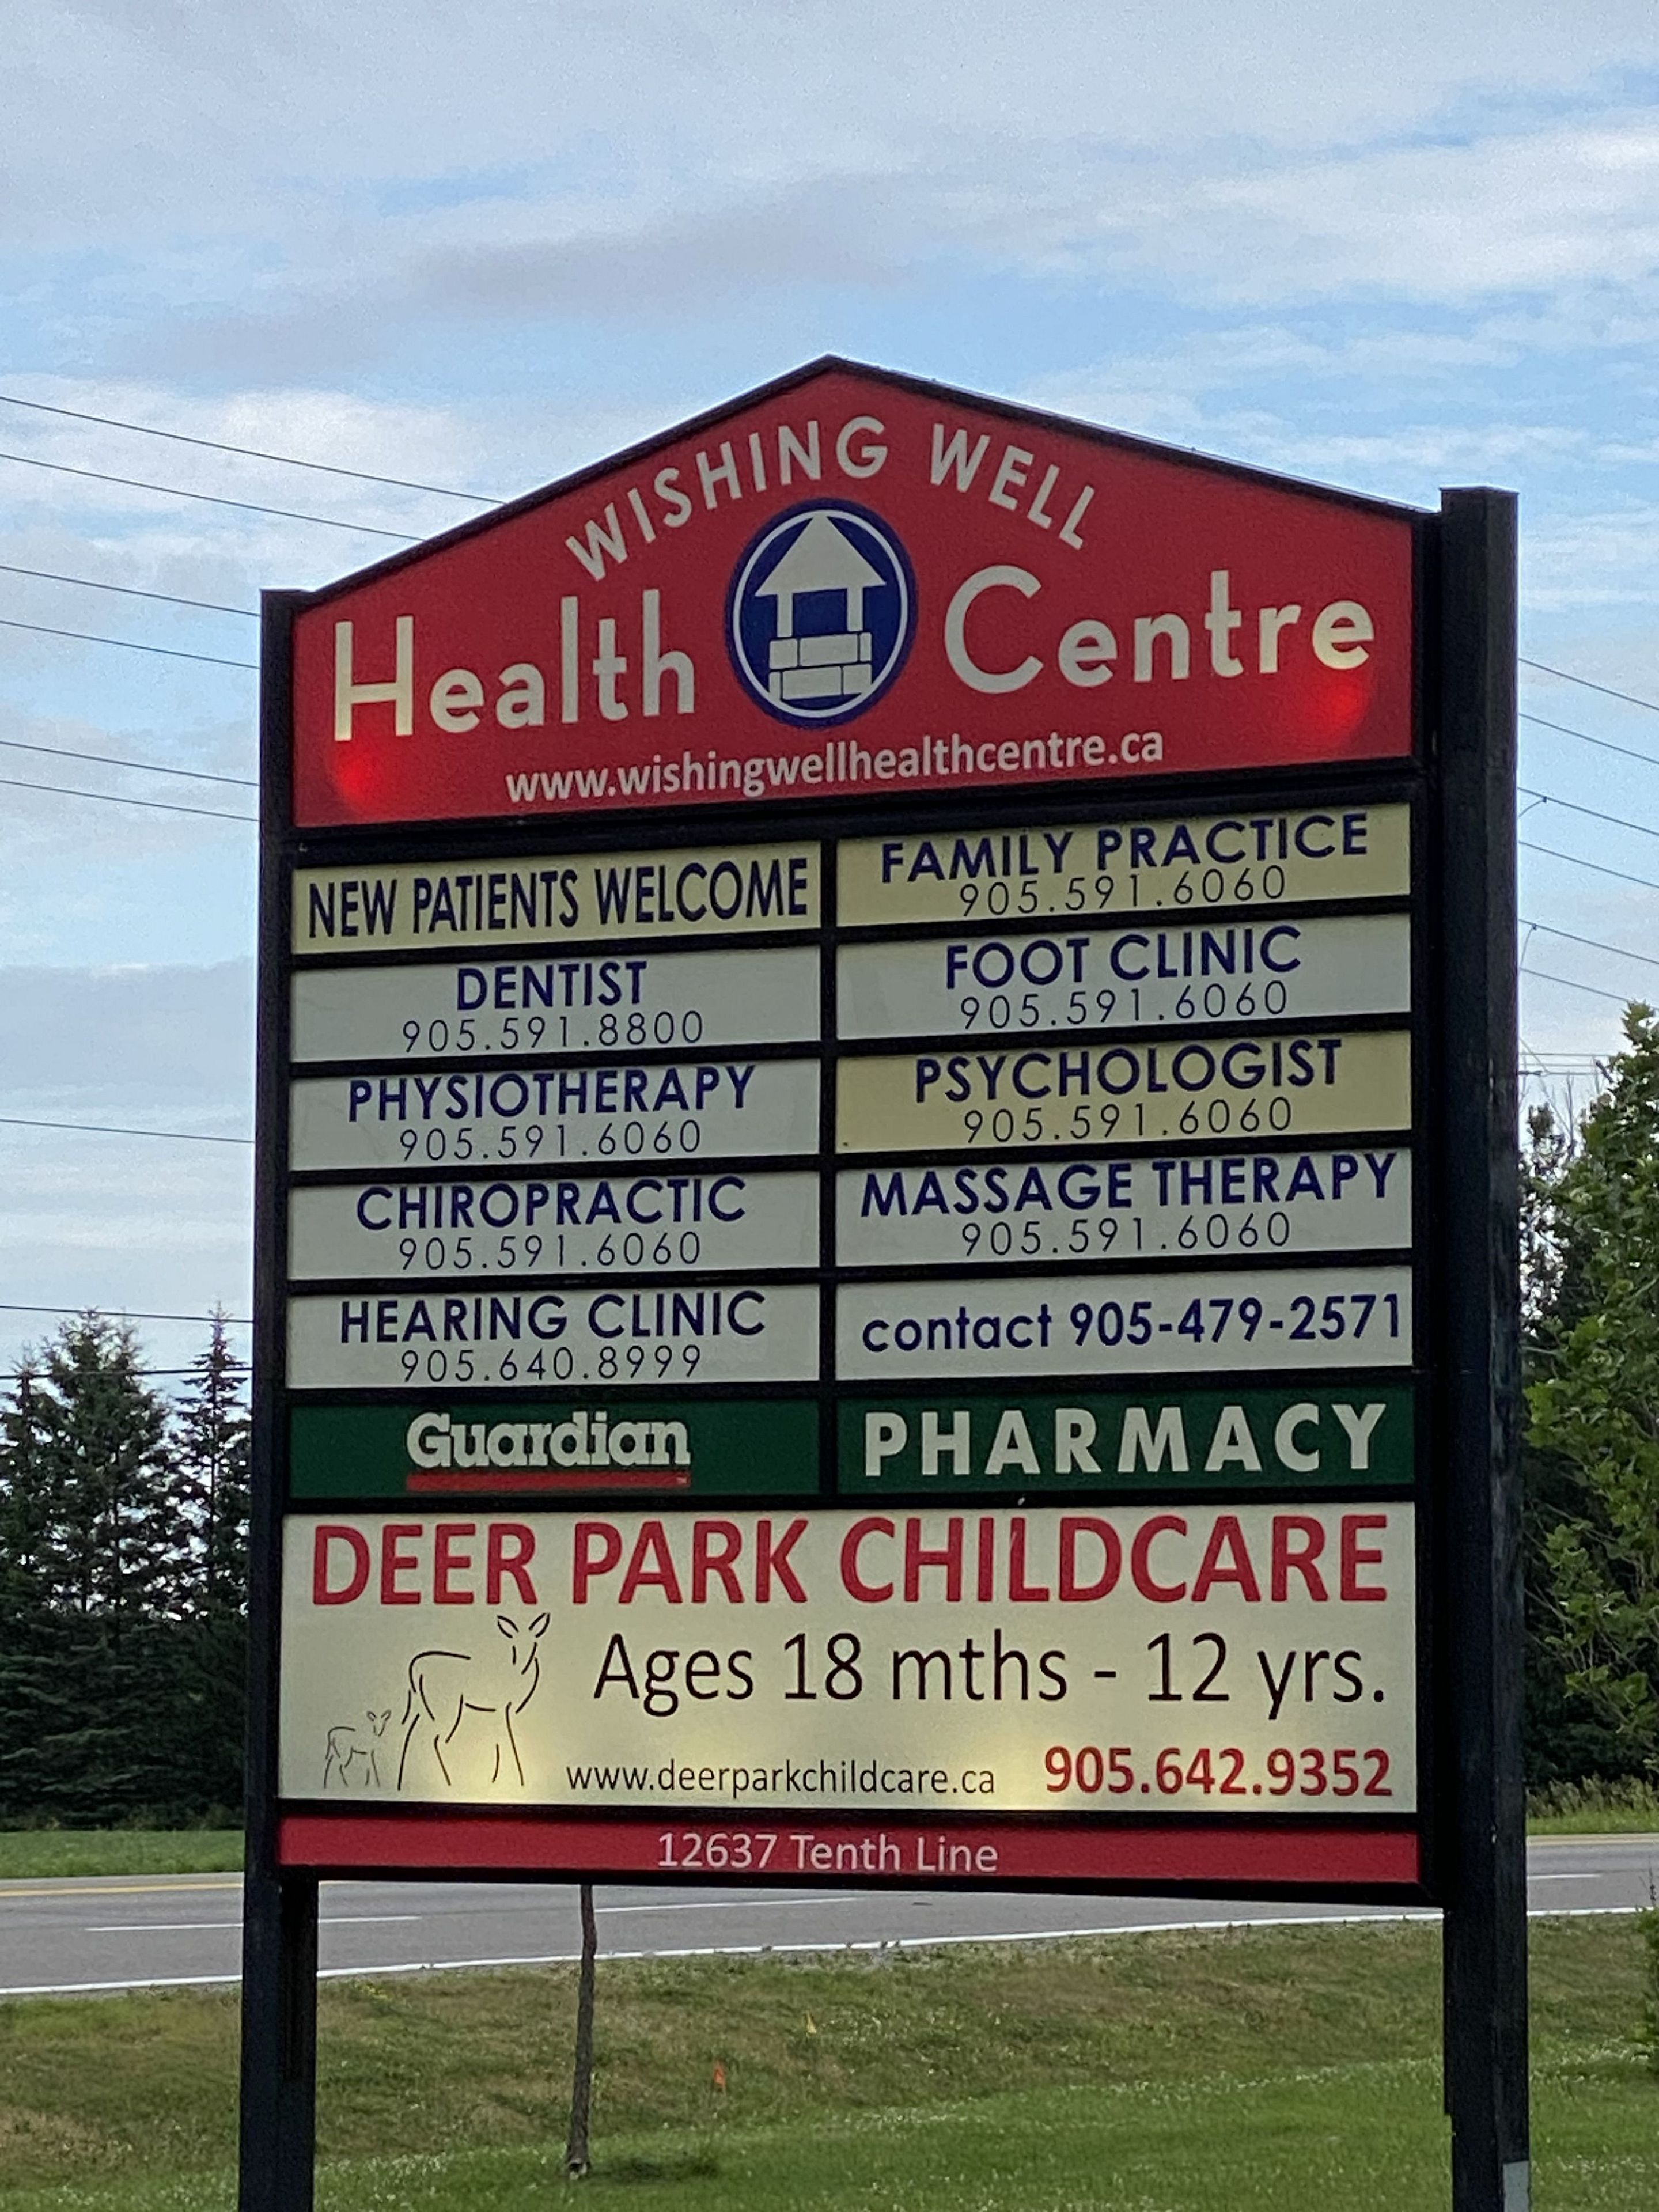 WISHING WELL
Health Centre
www.wishingwellhealthcentre.ca
NEW PATIENTS WELCOME
FAMILY PRACTICE
905.591.6060
DENTIST
905.591.8800
FOOT CLINIC
905.591.6060
PHYSIOTHERAPY
905.591.6060
PSYCHOLOGIST
905.591.6060
CHIROPRACTIC
905.591.6060
MASSAGE THERAPY
905.591.6060
HEARING CLINIC
905.640.8999
contact 905-479-2571
Guardian
PHARMACY
DEER PARK CHILDCARE
Ages 18 mths - 12 yrs.
www.deerparkchildcare.ca 905.642.9352
12637 Tenth Line